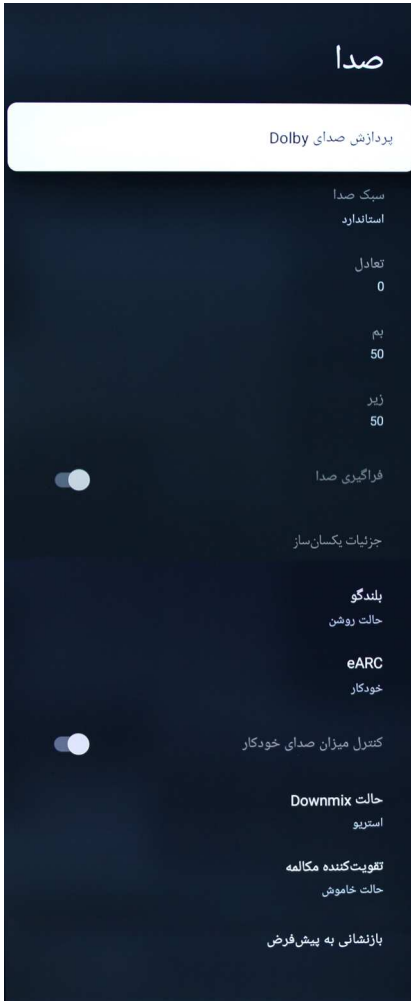 صدا
پردازش صدای Dolby
سبک صدا
استاندارد
تعادل
0
بم
50
زیر
50
فراگیری صدا
جزئیات یکسان‌ساز
بلندگو
حالت روشن
eARC
خودکار
کنترل میزان صدای خودکار
حالت Downmix
استریو
تقویت‌کننده مکالمه
حالت خاموش
بازنشانی به پیش‌فرض